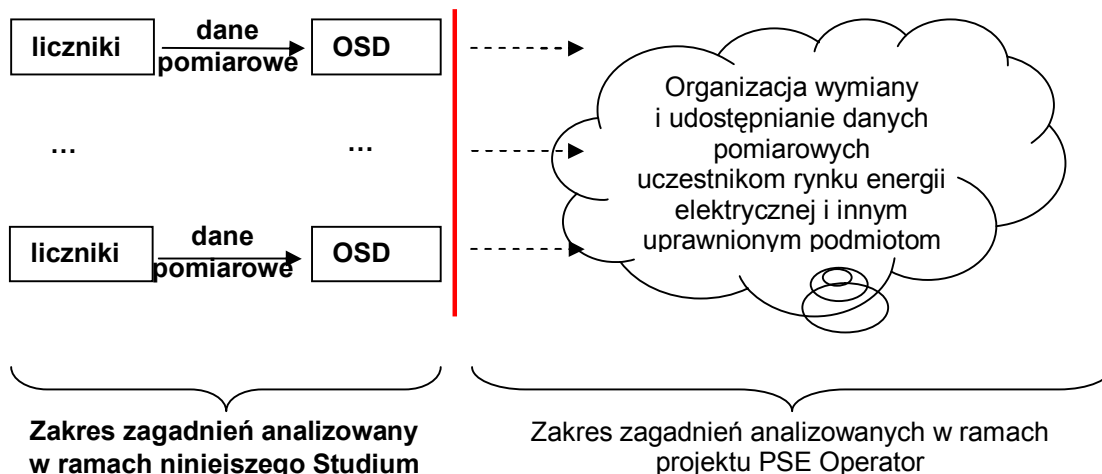 liczniki
dane
pomiarowe
OSD
...
...
liczniki
dane
pomiarowe
OSD
Organizacja wymiany
i udostępnianie danych
pomiarowych
uczestnikom rynku energii
elektrycznej i innym
uprawnionym podmiotom
Zakres zagadnień analizowany
w ramach niniejszego Studium
Zakres zagadnień analizowanych w ramach
projektu PSE Operator